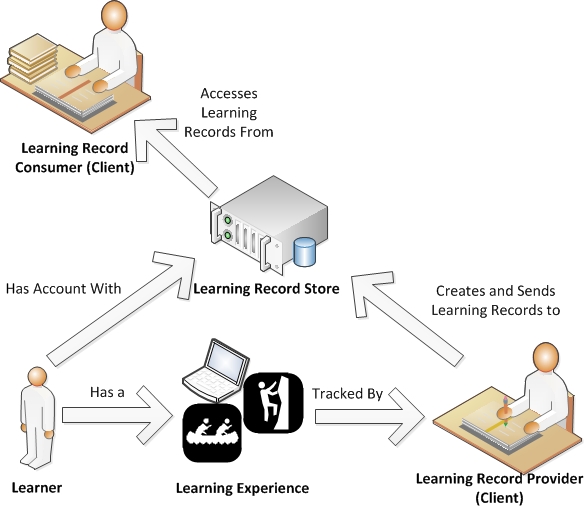 Accesses
Learning
Records From
Learning Record
Consumer (Client)
Has Account With
Learning Record Store
Creates and Sends
Learning Records to
Has a
Tracked By
Learner
Learning Experience
Learning Record Provider
(Client)